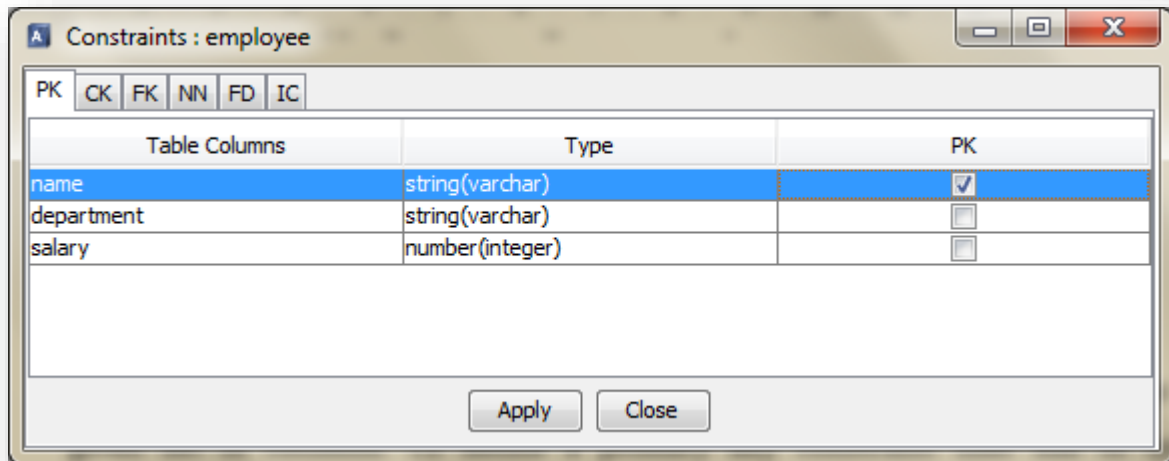 Constraints : employee
PK CK FK NN FD IC
Table Columns Type PK
name string(varchar)
department string(varchar)
salary number(integer)
Apply Close